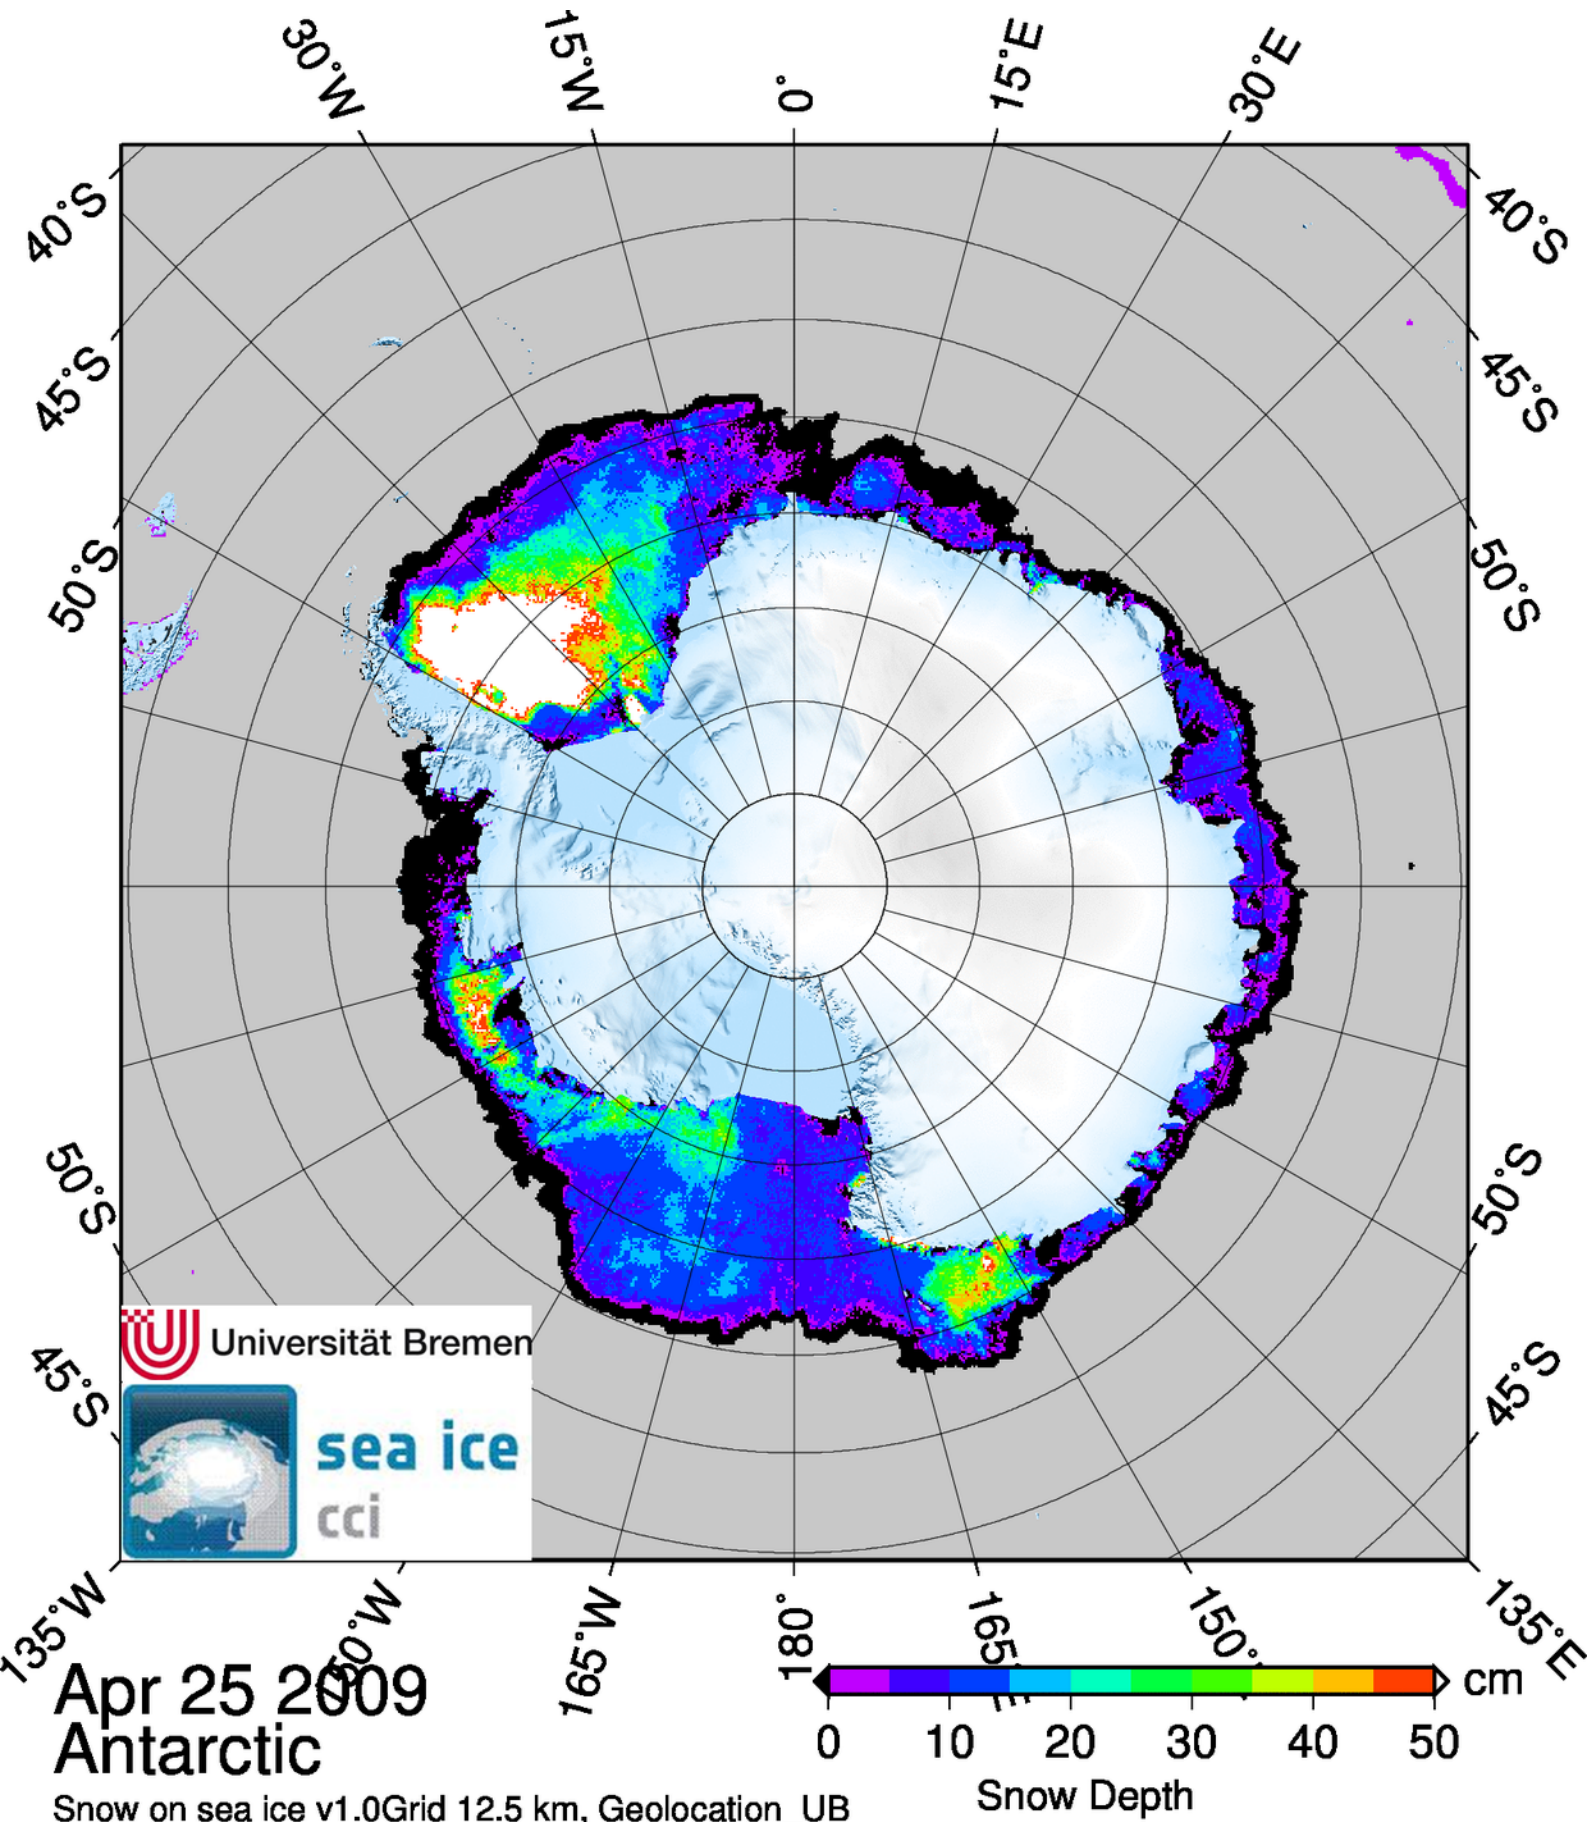 30°W 15°W 0° 15°E 30°E
40°S 40°S
45°S 45°S
50°S 50°S
50°S 50°S
45°S 45°S
Universität Bremen
sea ice
cci
135°W 150°W 165°W 180° 165°E 150° 135°E
Apr 25 2009
Antarctic
Snow on sea ice v1.0Grid 12.5 km, Geolocation UB
cm
0 10 20 30 40 50
Snow Depth